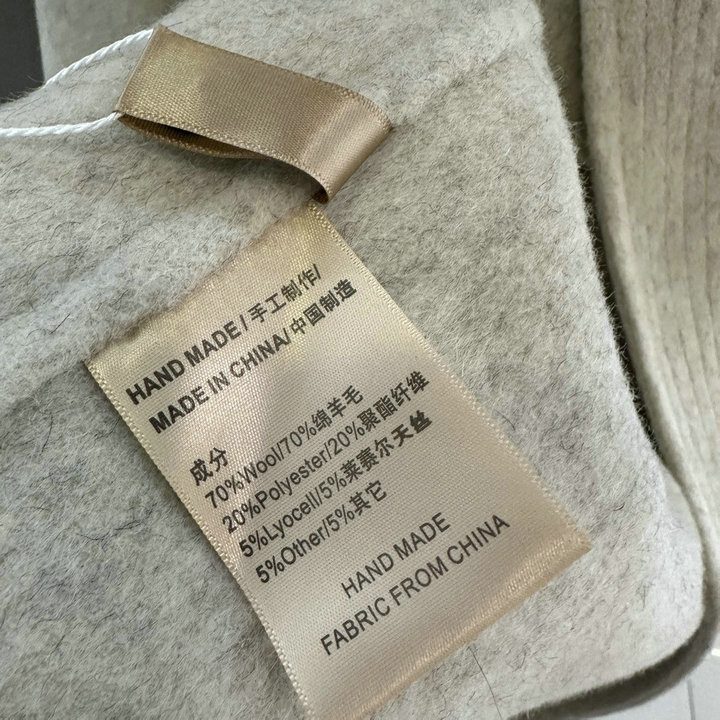 HAND MADE / 手工制作/
MADE IN CHINA/ 中国制造
成分
70%Wool/70%绵羊毛
20%Polyester/20%聚酯纤维
5%Lyocell/5%莱赛尔天丝
5%Other/5%其它
HAND MADE
FABRIC FROM CHINA